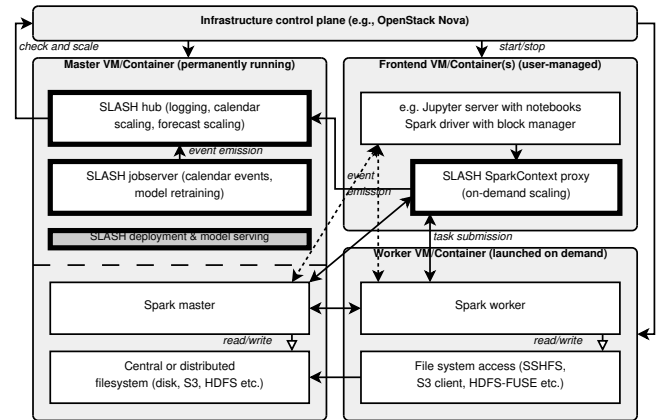 Infrastructure control plane (e.g., OpenStack Nova)
check and scale
start/stop
Master VM/Container (permanently running)
Frontend VM/Container(s) (user-managed)
SLASH hub (logging, calendar
scaling, forecast scaling)
e.g. Jupyter server with notebooks
Spark driver with block manager
event emission
SLASH jobserver (calendar events,
model retraining)
event
emission
SLASH SparkContext proxy
(on-demand scaling)
SLASH deployment & model serving
task submission
Worker VM/Container (launched on demand)
Spark master
Spark worker
read/write
read/write
Central or distributed
filesystem (disk, S3, HDFS etc.)
File system access (SSHFS,
S3 client, HDFS-FUSE etc.)